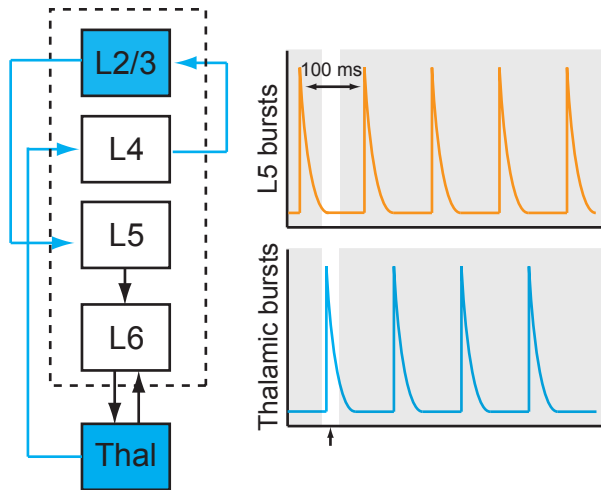 L2/3
L4
L5
L6
Thal
L5 bursts
100 ms
Thalamic bursts